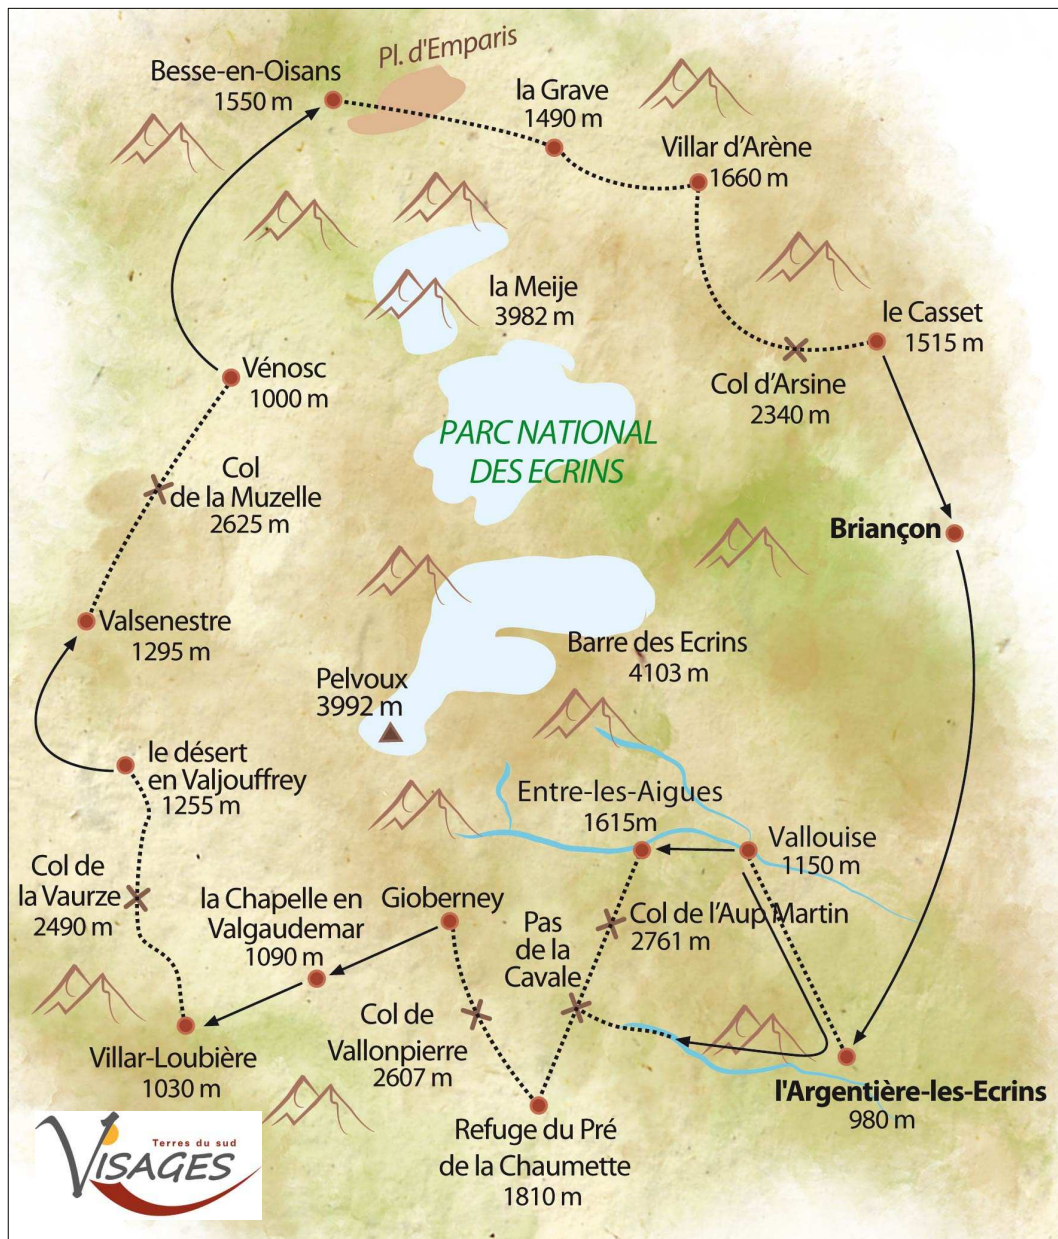 Pl. d'Emparis
Besse-en-Oisans
1550 m
la Grave
1490 m
Villar d'Arène
1660 m
la Meije
3982 m
le Casset
1515 m
Vénosc
1000 m
Col d'Arsine
2340 m
PARC NATIONAL
DES ECRINS
Col
de la Muzelle
2625 m
Briançon
Valsenestre
1295 m
Barre des Ecrins
4103 m
Pelvoux
3992 m
le désert
en Valjouffrey
1255 m
Entre-les-Aigues
1615m
Vallouise
1150 m
Col de
la Vaurze
2490 m
la Chapelle en
Valgaudemar
1090 m
Gioberney
Pas
de la
Cavale
Col de l'Aup Martin
2761 m
Col de
Vallonpierre
2607 m
Villar-Loubière
1030 m
l'Argentière-les-Ecrins
980 m
Refuge du Pré
de la Chaumette
1810 m
Terres du sud
VISAGES